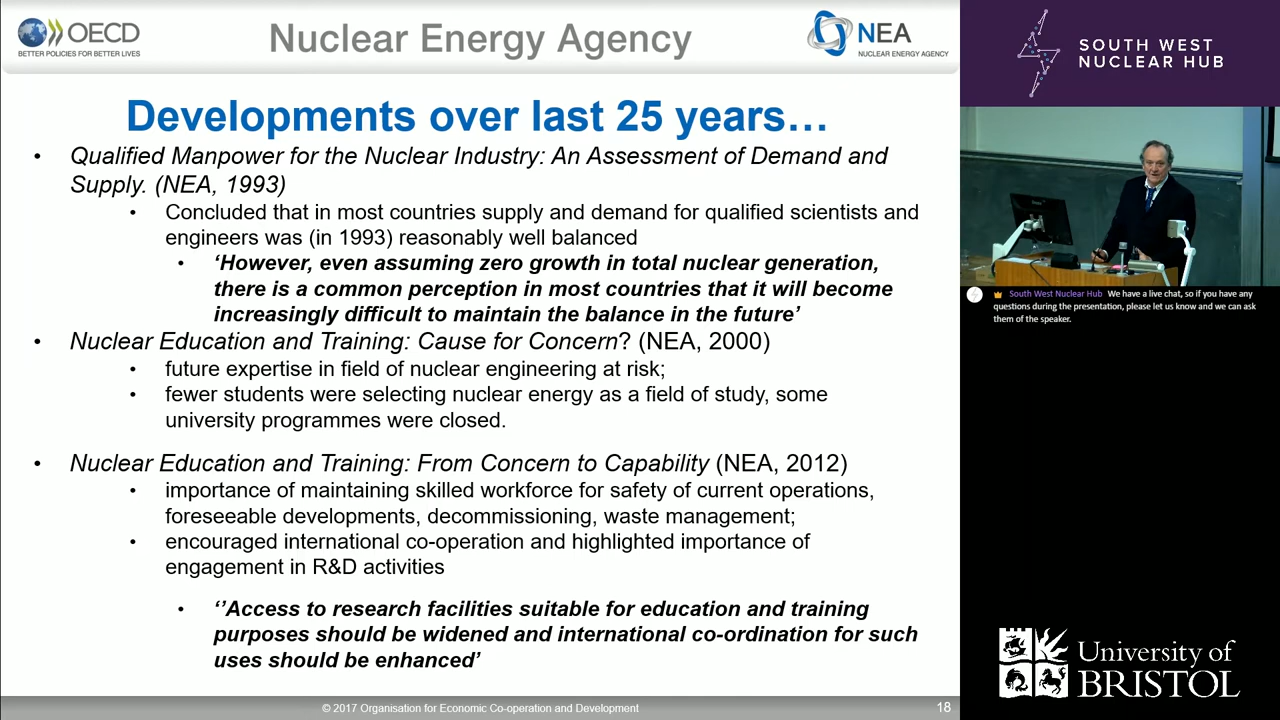 OECD
BETTER POLICIES FOR BETTER LIVES
Nuclear Energy Agency
NEA
NUCLEAR ENERGY AGENCY
Developments over last 25 years…
• Qualified Manpower for the Nuclear Industry: An Assessment of Demand and
Supply. (NEA, 1993)
• Concluded that in most countries supply and demand for qualified scientists and
engineers was (in 1993) reasonably well balanced
• ‘However, even assuming zero growth in total nuclear generation,
there is a common perception in most countries that it will become
increasingly difficult to maintain the balance in the future’
• Nuclear Education and Training: Cause for Concern? (NEA, 2000)
• future expertise in field of nuclear engineering at risk;
• fewer students were selecting nuclear energy as a field of study, some
university programmes were closed.
• Nuclear Education and Training: From Concern to Capability (NEA, 2012)
• importance of maintaining skilled workforce for safety of current operations,
foreseeable developments, decommissioning, waste management;
• encouraged international co-operation and highlighted importance of
engagement in R&D activities
• ‘’Access to research facilities suitable for education and training
purposes should be widened and international co-ordination for such
uses should be enhanced’
© 2017 Organisation for Economic Co-operation and Development
18
SOUTH WEST
NUCLEAR HUB
South West Nuclear Hub We have a live chat, so if you have any
questions during the presentation, please let us know and we can ask
them of the speaker.
University of
BRISTOL